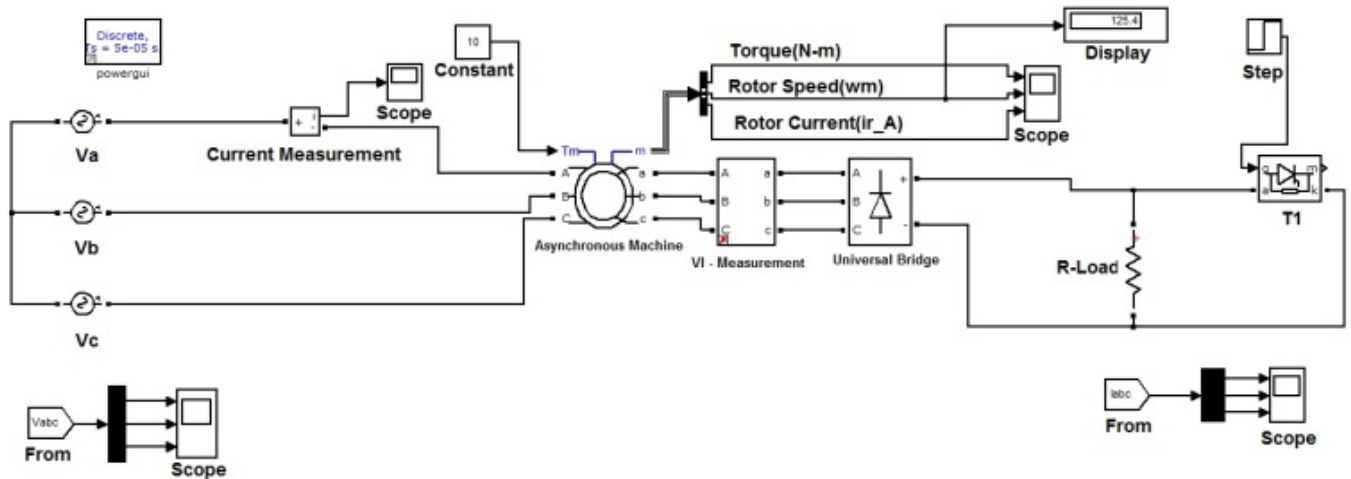 Discrete,
Ts = 5e-05 s
powergui
10
Constant
Scope
Torque(N-m)
Rotor Speed(wm)
Rotor Current(ir_A)
Scope
125.4
Display
Step
Va
+
i
-
Current Measurement
Tm
m
A
B
C
a
b
c
Asynchronous Machine
A
B
C
a
b
c
VI - Measurement
A
B
C
+
-
Universal Bridge
+
R-Load
g
m
a
k
T1
Vb
Vc
Vabc
From
Scope
Iabc
From
Scope